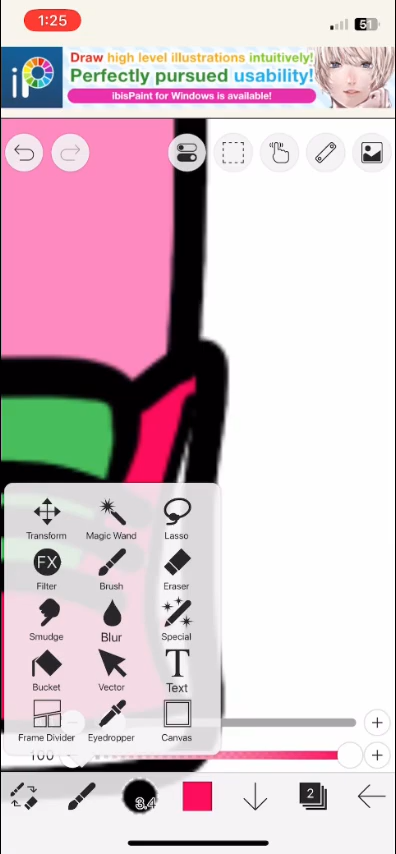 1:25
51
iP
Draw high level illustrations intuitively!
Perfectly pursued usability!
ibisPaint for Windows is available!
Transform Magic Wand Lasso
FX
Filter Brush Eraser
Smudge Blur Special
T
Bucket Vector Text
Frame Divider Eyedropper Canvas
100
3.4
2